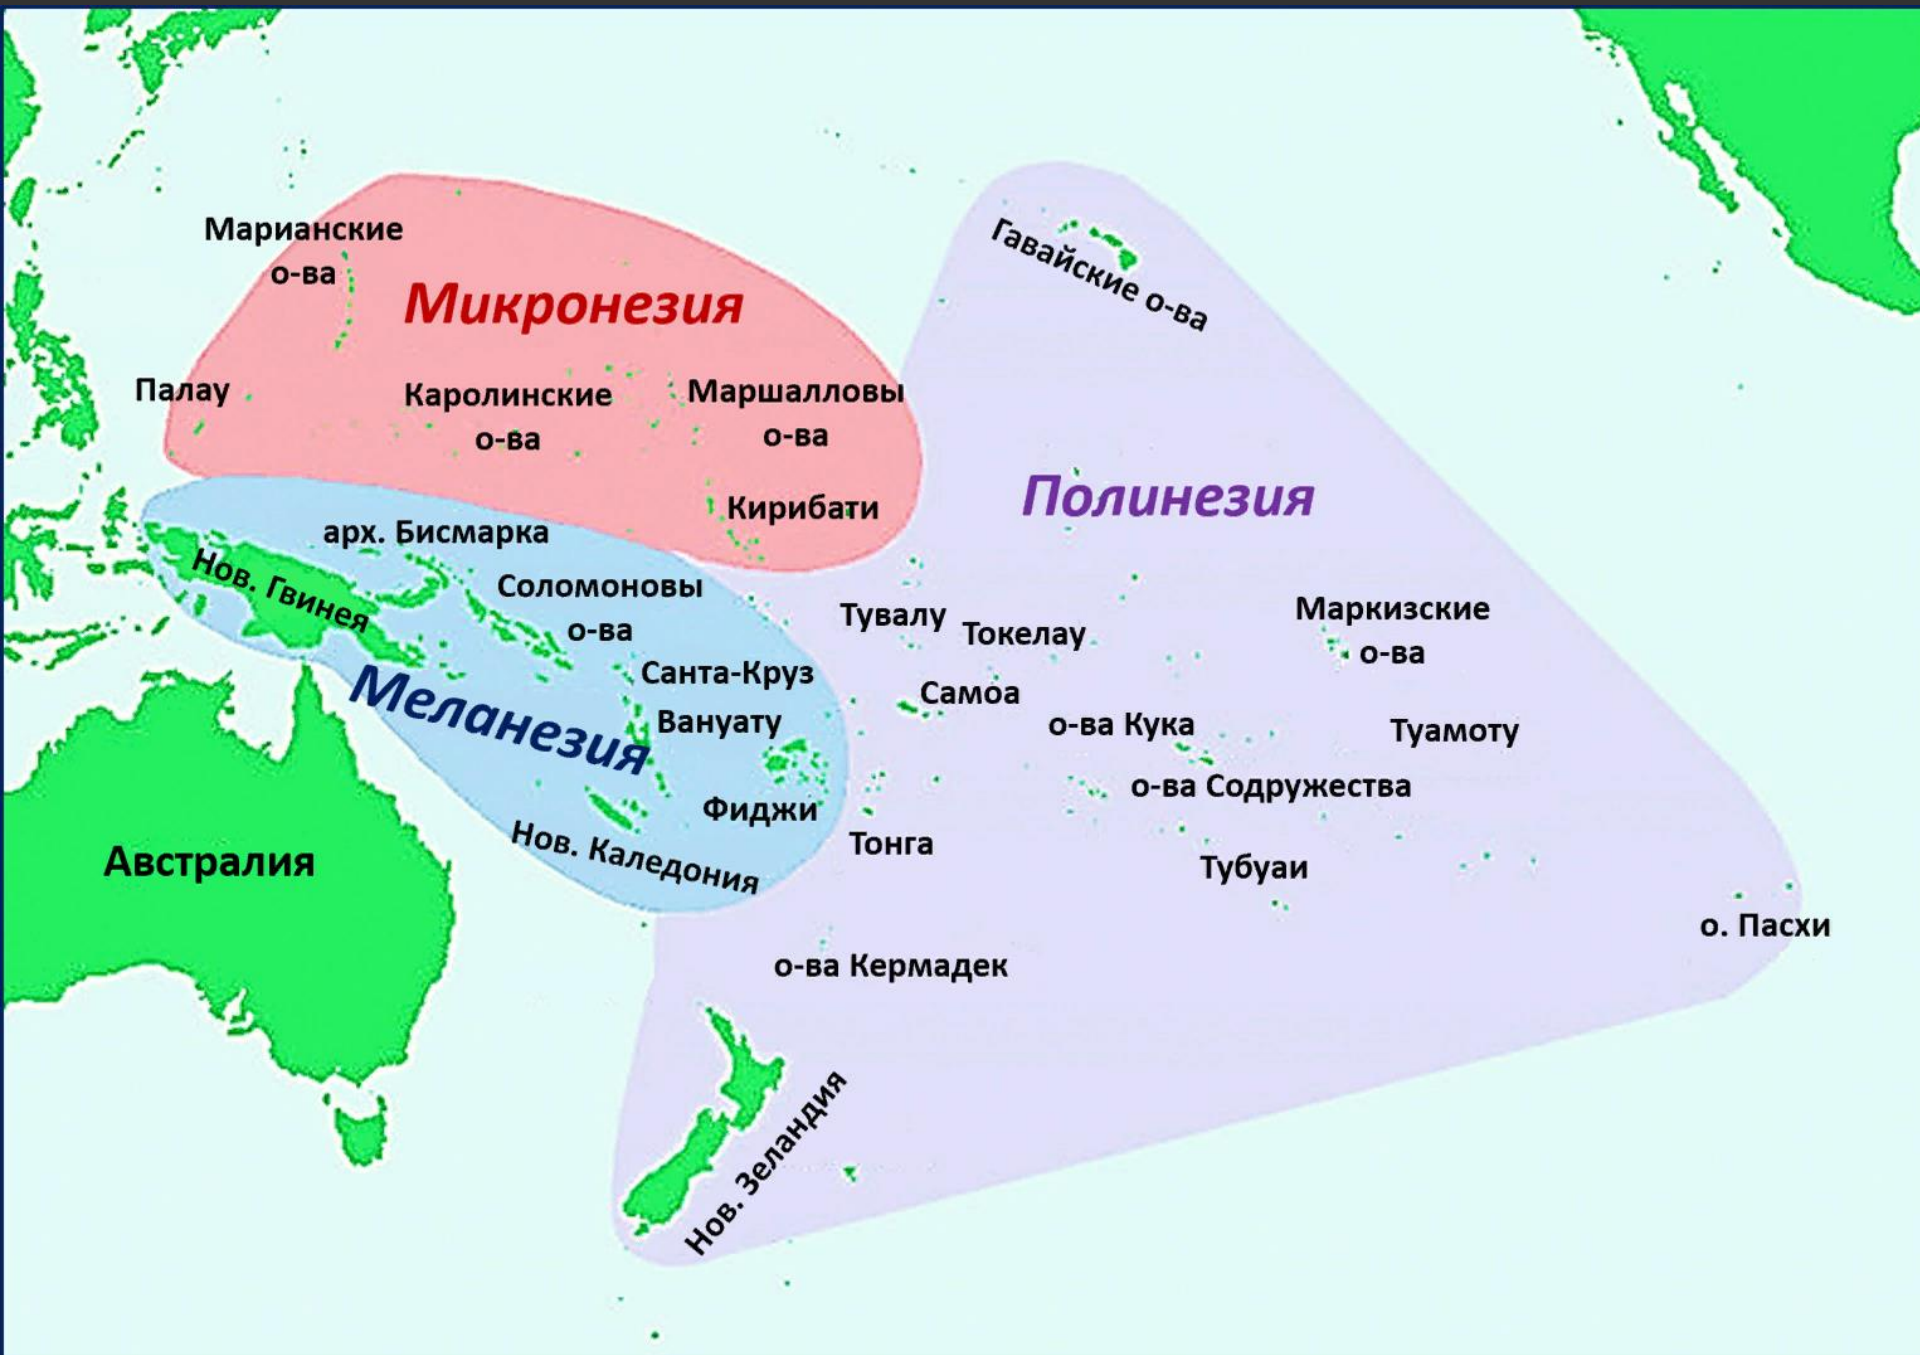 Марианские
о-ва
Гавайские о-ва
Микронезия
Палау
Каролинские
о-ва
Маршалловы
о-ва
Кирибати
Полинезия
арх. Бисмарка
Нов. Гвинея
Соломоновы
о-ва
Тувалу
Токелау
Маркизские
о-ва
Санта-Круз
Самоа
Меланезия
Вануату
о-ва Кука
Туамоту
о-ва Содружества
Фиджи
Тонга
Нов. Каледония
Австралия
Тубуаи
о. Пасхи
о-ва Кермадек
Нов. Зеландия